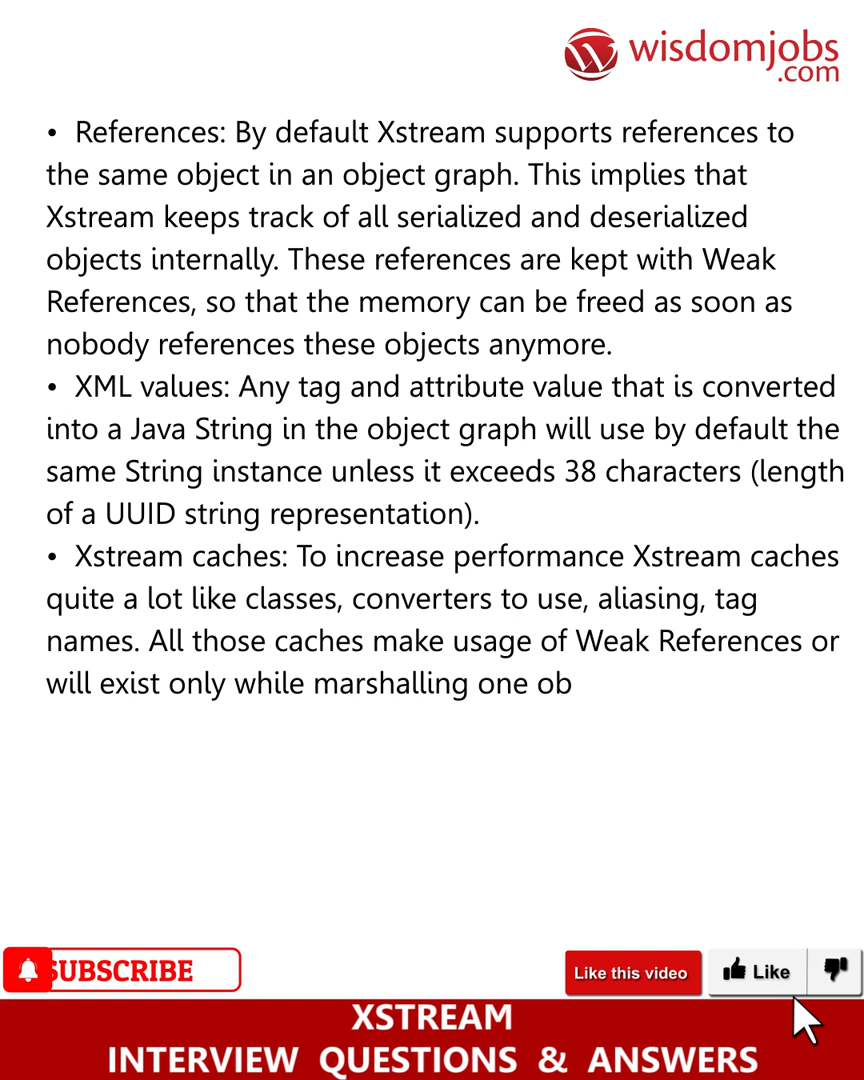 wisdomjobs
.com
• References: By default Xstream supports references to
the same object in an object graph. This implies that
Xstream keeps track of all serialized and deserialized
objects internally. These references are kept with Weak
References, so that the memory can be freed as soon as
nobody references these objects anymore.
• XML values: Any tag and attribute value that is converted
into a Java String in the object graph will use by default the
same String instance unless it exceeds 38 characters (length
of a UUID string representation).
• Xstream caches: To increase performance Xstream caches
quite a lot like classes, converters to use, aliasing, tag
names. All those caches make usage of Weak References or
will exist only while marshalling one ob
SUBSCRIBE
Like this video
Like
XSTREAM
INTERVIEW QUESTIONS & ANSWERS